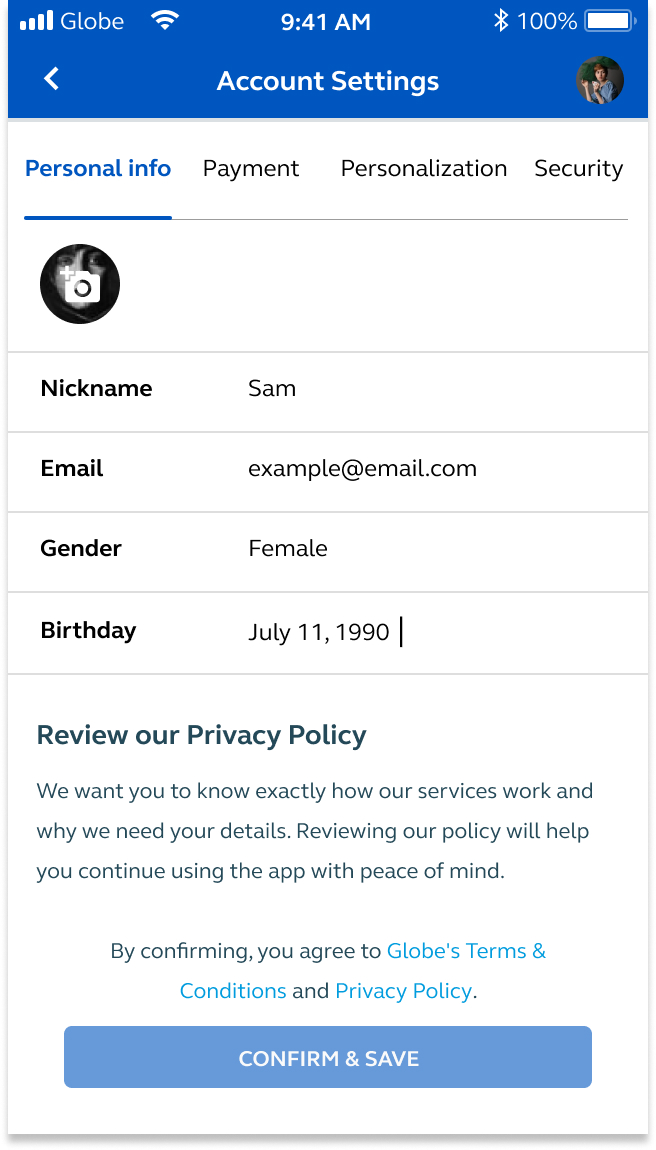 Globe 9:41 AM 100%
Account Settings
Personal info Payment Personalization Security
Nickname Sam
Email example@email.com
Gender Female
Birthday July 11, 1990
Review our Privacy Policy
We want you to know exactly how our services work and
why we need your details. Reviewing our policy will help
you continue using the app with peace of mind.
By confirming, you agree to Globe's Terms &
Conditions and Privacy Policy.
CONFIRM & SAVE